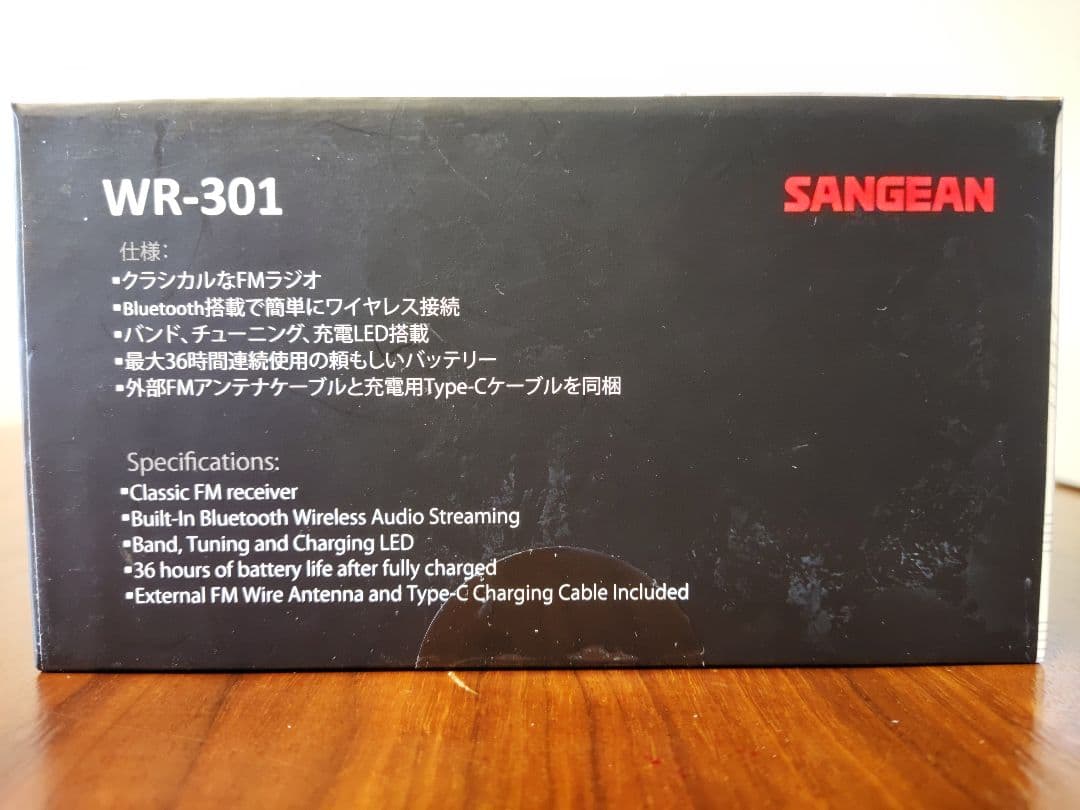 WR-301
SANGEAN
仕様:
▪クラシカルなFMラジオ
▪Bluetooth搭載で簡単にワイヤレス接続
▪バンド、チューニング、充電LED搭載
▪最大36時間連続使用の頼もしいバッテリー
▪外部FMアンテナケーブルと充電用Type-Cケーブルを同梱
Specifications:
▪Classic FM receiver
▪Built-In Bluetooth Wireless Audio Streaming
▪Band, Tuning and Charging LED
▪36 hours of battery life after fully charged
▪External FM Wire Antenna and Type-C Charging Cable Included